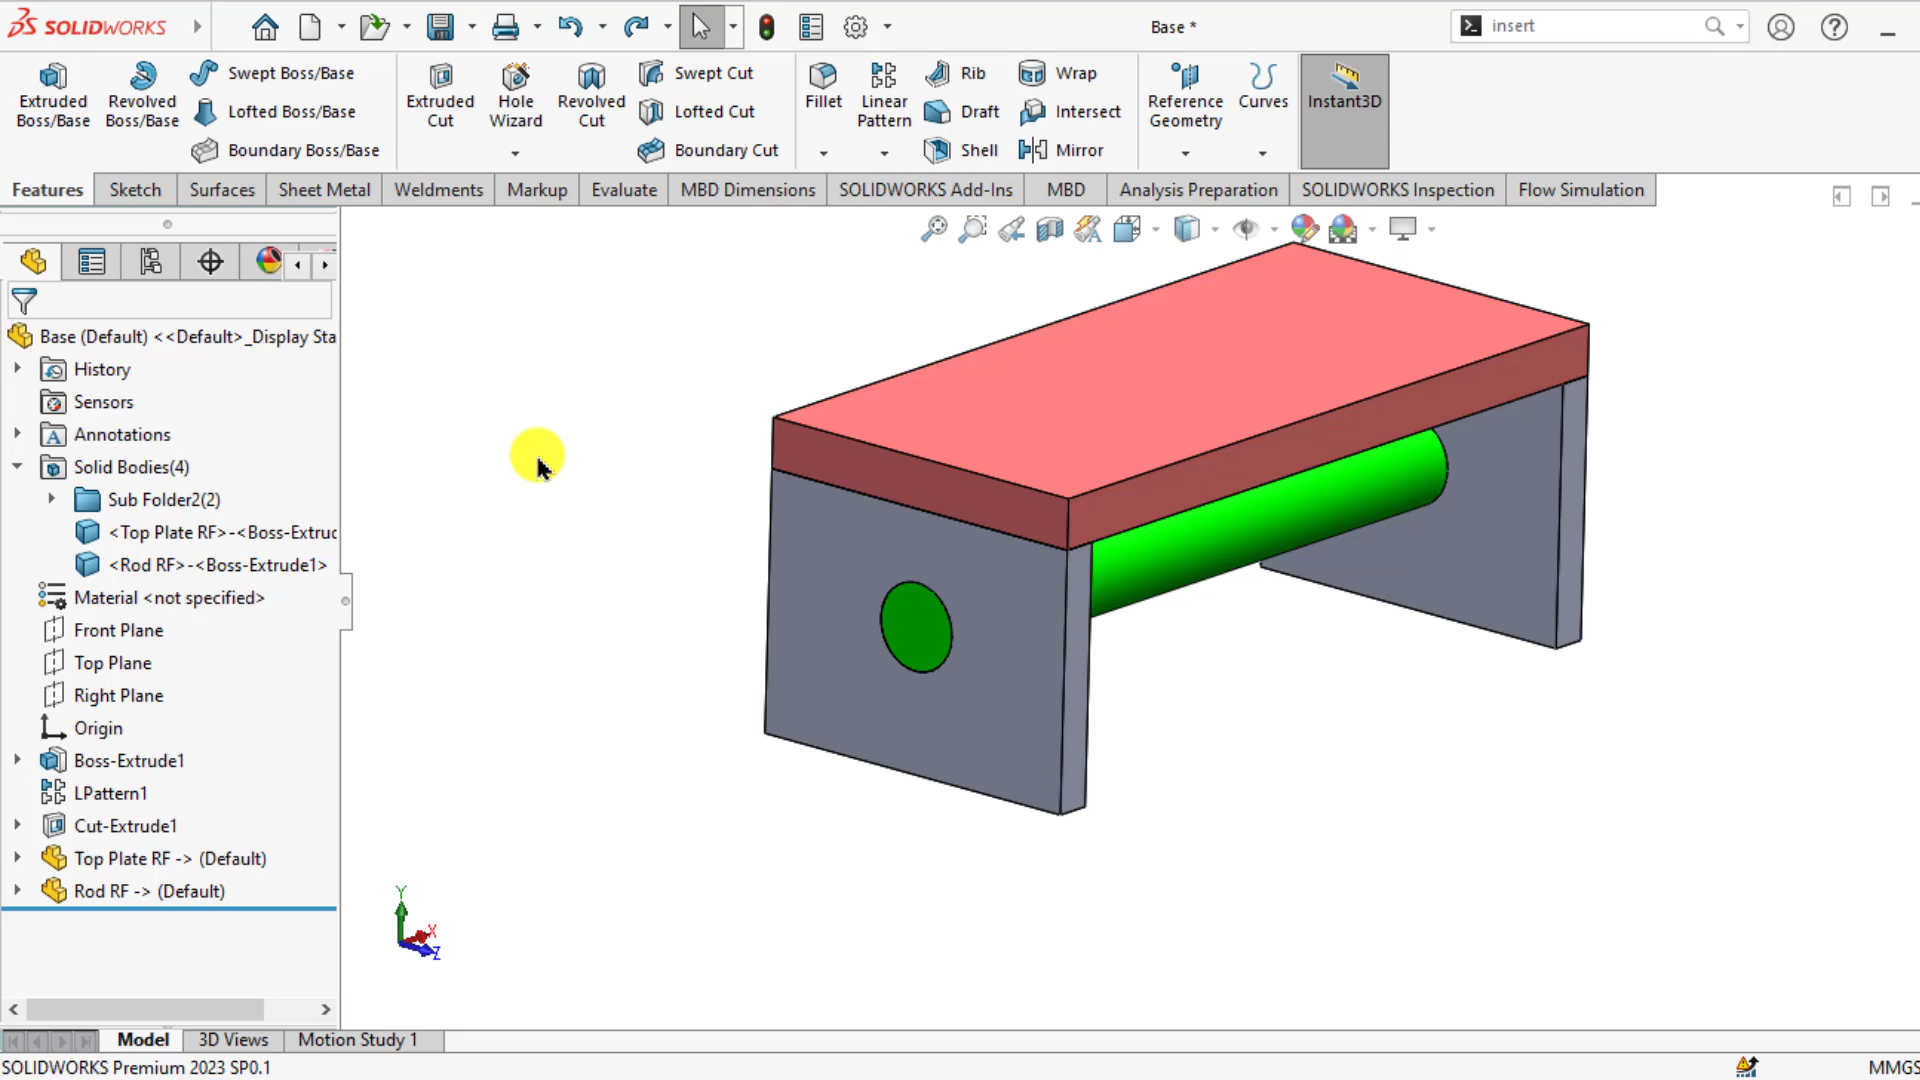 SOLIDWORKS
Base *
insert
Extruded Boss/Base
Revolved Boss/Base
Swept Boss/Base
Lofted Boss/Base
Boundary Boss/Base
Extruded Cut
Hole Wizard
Revolved Cut
Swept Cut
Lofted Cut
Boundary Cut
Fillet
Linear Pattern
Rib
Draft
Shell
Wrap
Intersect
Mirror
Reference Geometry
Curves
Instant3D
Features Sketch Surfaces Sheet Metal Weldments Markup Evaluate MBD Dimensions SOLIDWORKS Add-Ins MBD Analysis Preparation SOLIDWORKS Inspection Flow Simulation
Base (Default) <<Default>_Display Sta
History
Sensors
Annotations
Solid Bodies(4)
Sub Folder2(2)
<Top Plate RF>-<Boss-Extruc
<Rod RF>-<Boss-Extrude1>
Material <not specified>
Front Plane
Top Plane
Right Plane
Origin
Boss-Extrude1
LPattern1
Cut-Extrude1
Top Plate RF -> (Default)
Rod RF -> (Default)
Y
X
Z
Model 3D Views Motion Study 1
SOLIDWORKS Premium 2023 SP0.1
MMGS